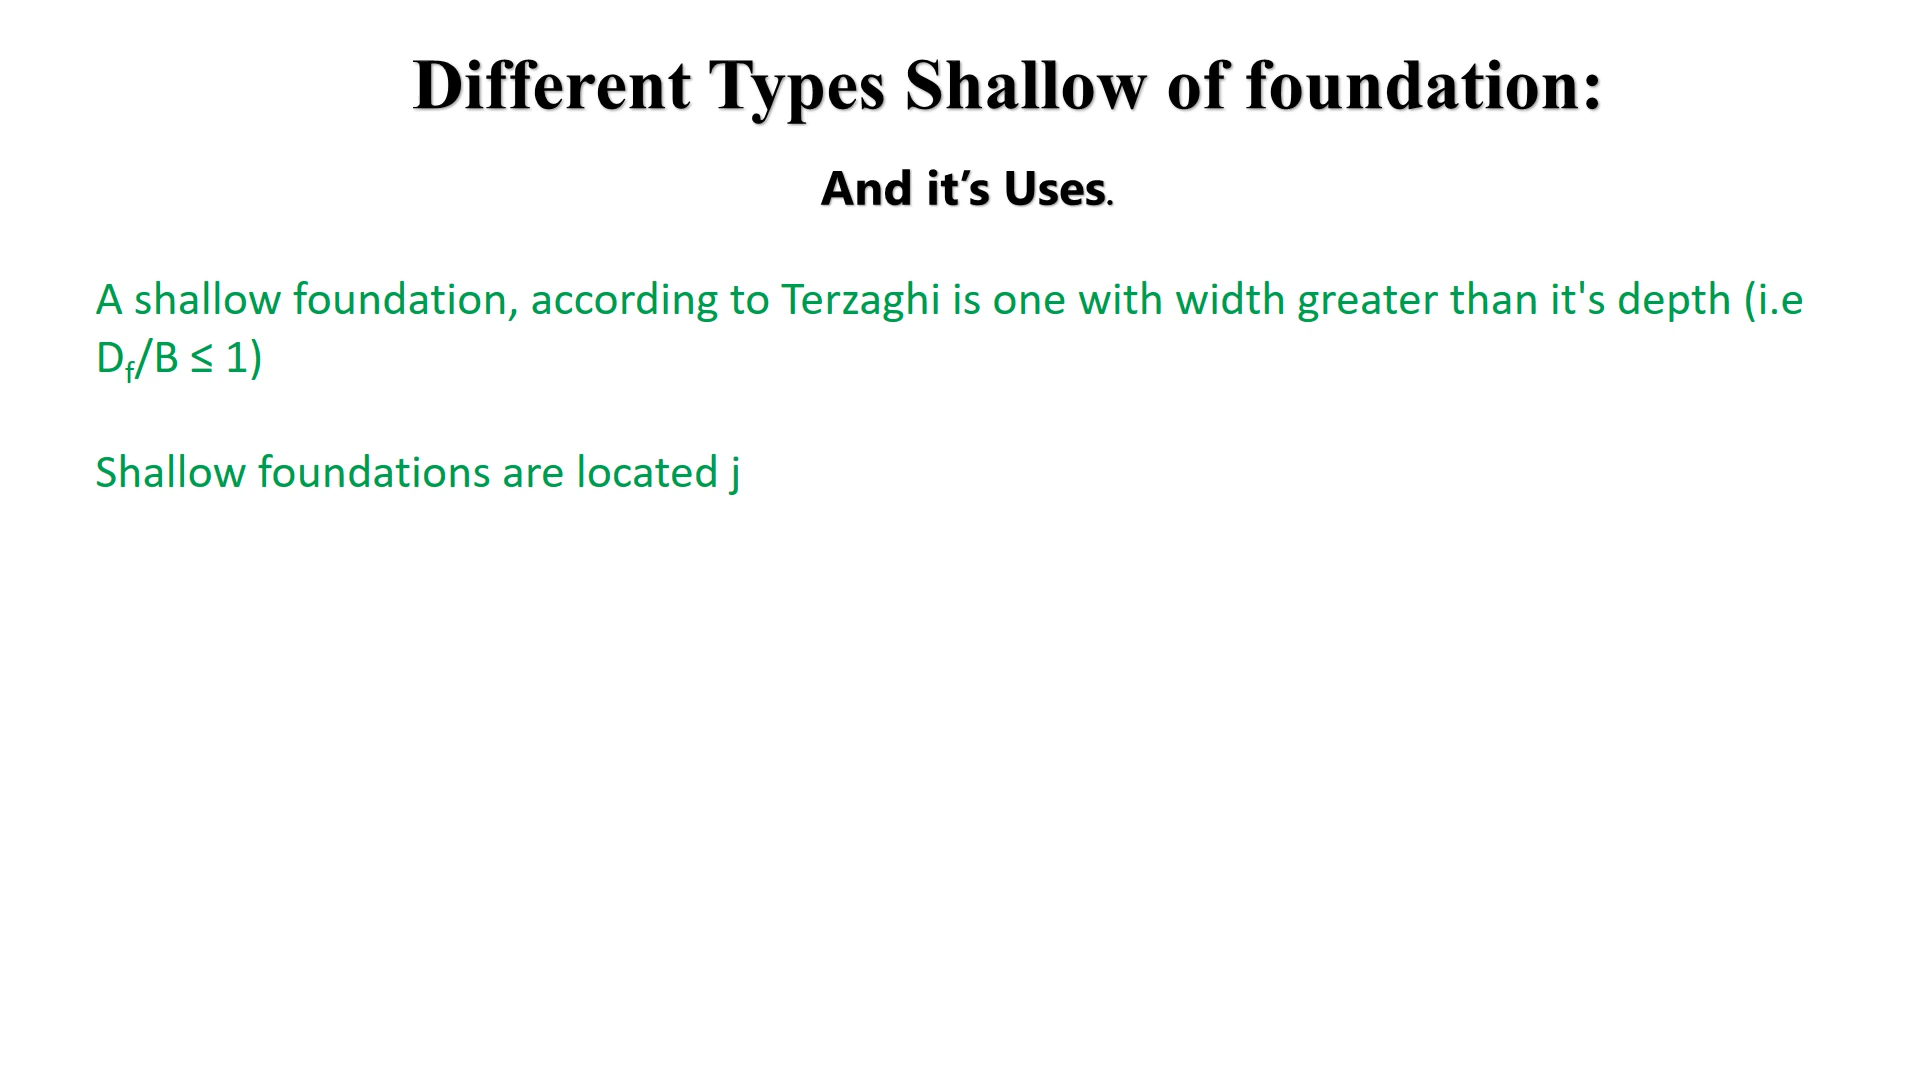 Different Types Shallow of foundation:
And it’s Uses.
A shallow foundation, according to Terzaghi is one with width greater than it's depth (i.e
Df/B ≤ 1)
Shallow foundations are located j